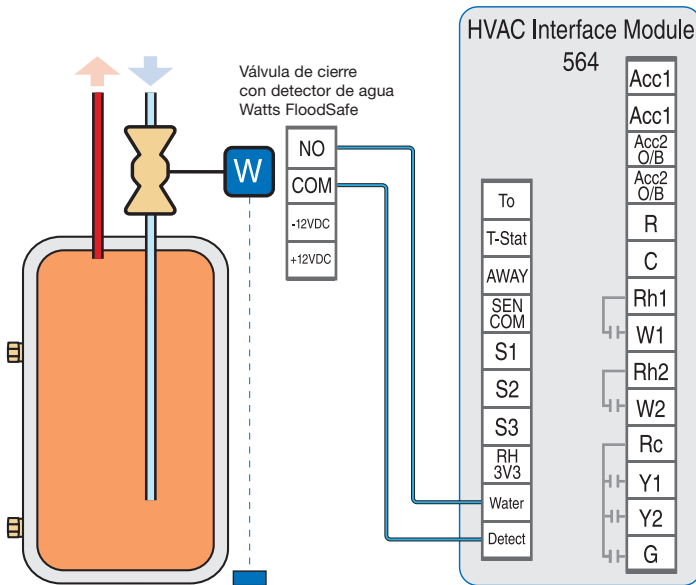 HVAC Interface Module
564
Válvula de cierre
con detector de agua
Watts FloodSafe
W
NO
COM
-12VDC
+12VDC
To
T-Stat
AWAY
SEN
COM
S1
S2
S3
RH
3V3
Water
Detect
Acc1
Acc1
Acc2
O/B
Acc2
O/B
R
C
Rh1
W1
Rh2
W2
Rc
Y1
Y2
G